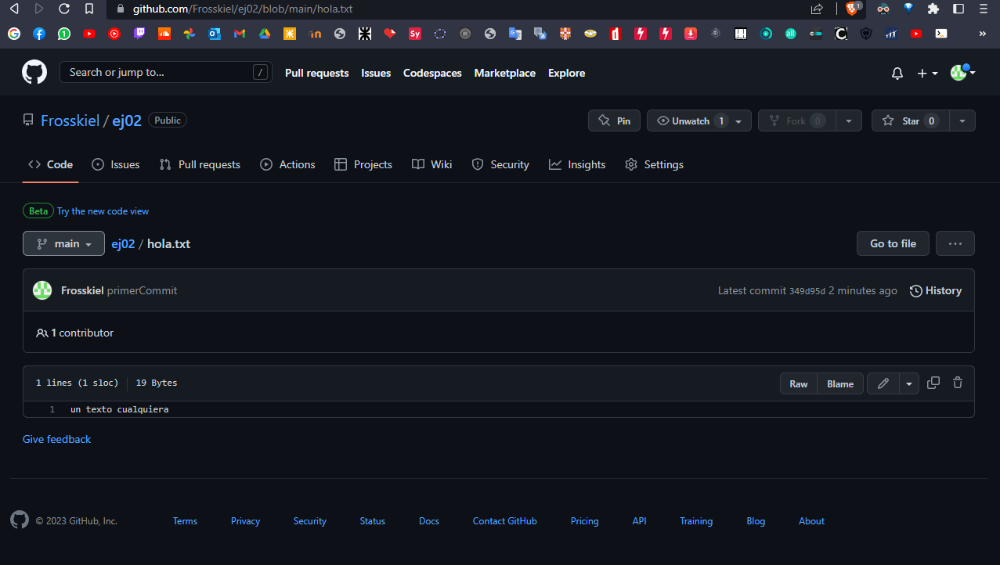 github.com/Frosskiel/ej02/blob/main/hola.txt
Search or jump to... / Pull requests Issues Codespaces Marketplace Explore
Frosskiel / ej02 Public Pin Unwatch 1 Fork 0 Star 0
Code Issues Pull requests Actions Projects Wiki Security Insights Settings
Beta Try the new code view
main ej02 / hola.txt Go to file ...
Frosskiel primerCommit Latest commit 349d95d 2 minutes ago History
1 contributor
1 lines (1 sloc) 19 Bytes Raw Blame
1 un texto cualquiera
Give feedback
© 2023 GitHub, Inc. Terms Privacy Security Status Docs Contact GitHub Pricing API Training Blog About